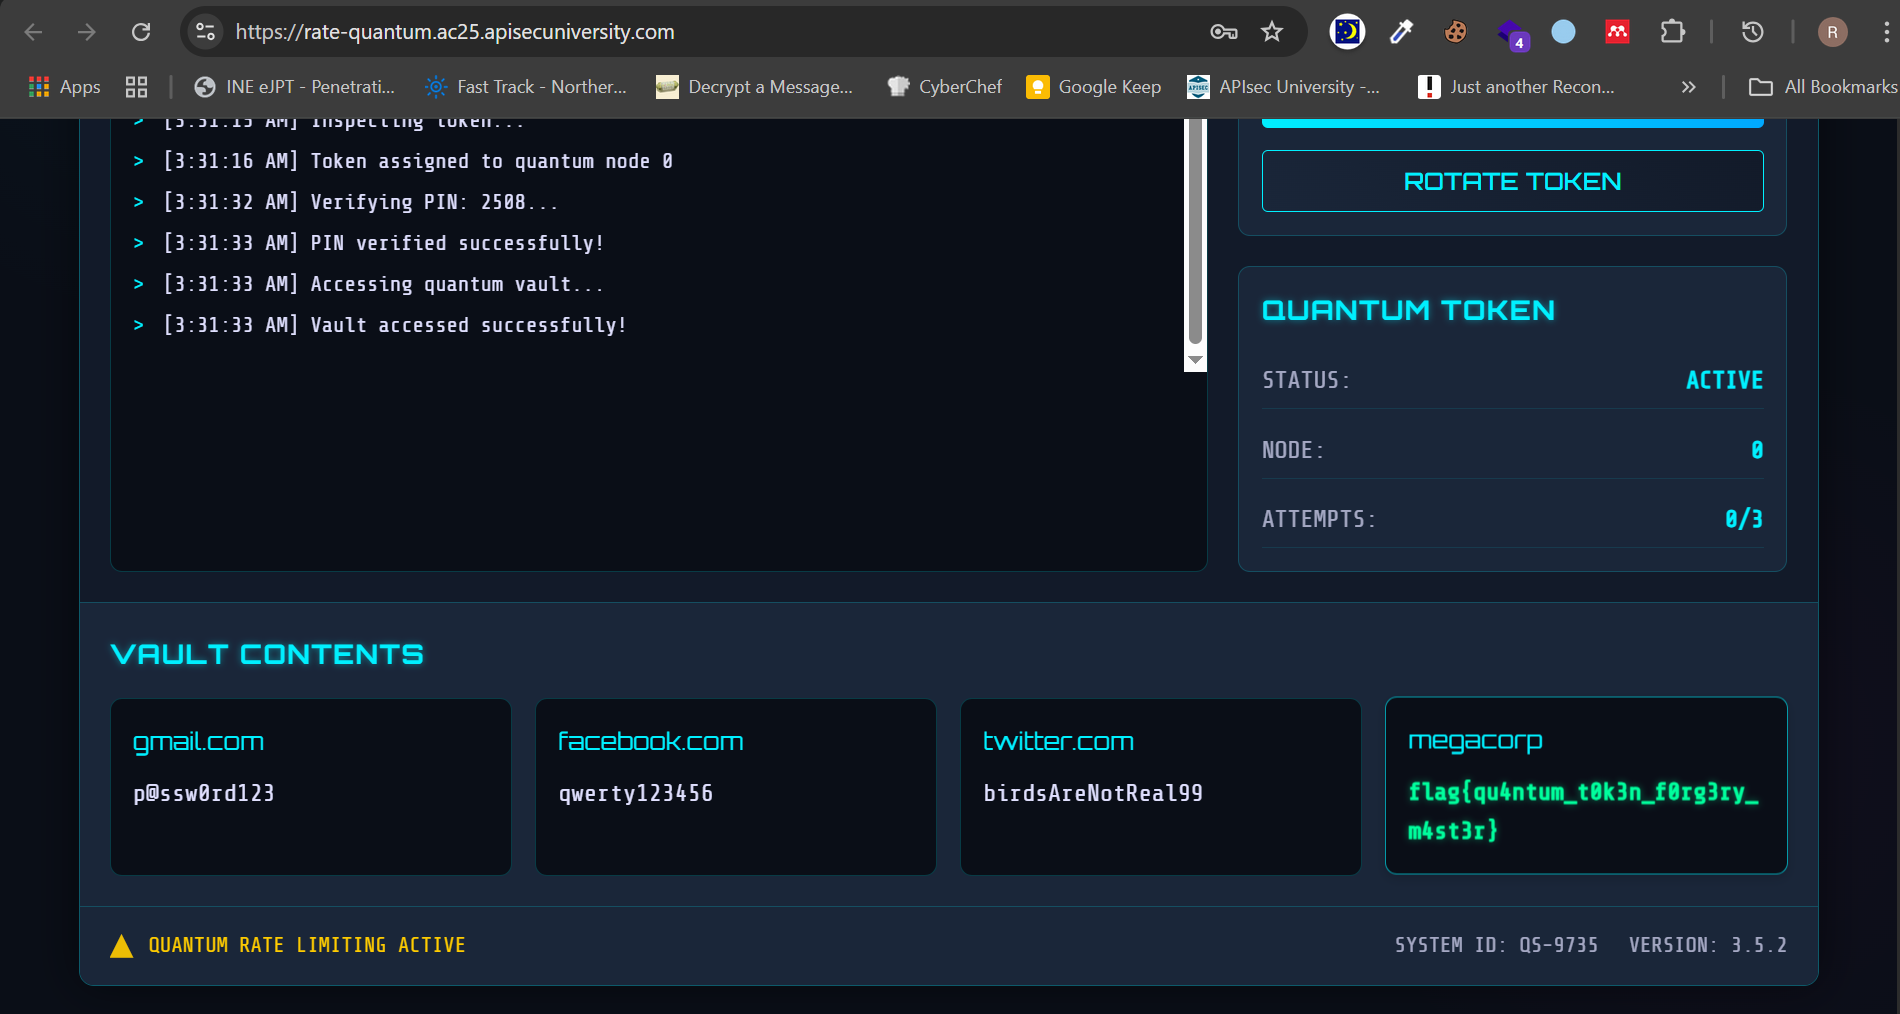 https://rate-quantum.ac25.apisecuniversity.com
4
R
Apps
INE eJPT - Penetrati...
Fast Track - Norther...
Decrypt a Message...
CyberChef
Google Keep
APIsec University -...
Just another Recon...
»
All Bookmarks
> [3:31:15 AM] Inspecting token...
> [3:31:16 AM] Token assigned to quantum node 0
> [3:31:32 AM] Verifying PIN: 2508...
> [3:31:33 AM] PIN verified successfully!
> [3:31:33 AM] Accessing quantum vault...
> [3:31:33 AM] Vault accessed successfully!
ROTATE TOKEN
QUANTUM TOKEN
STATUS: ACTIVE
NODE: 0
ATTEMPTS: 0/3
VAULT CONTENTS
gmail.com
p@ssw0rd123
facebook.com
qwerty123456
twitter.com
birdsAreNotReal99
megacorp
flag{qu4ntum_t0k3n_f0rg3ry_
m4st3r}
QUANTUM RATE LIMITING ACTIVE
SYSTEM ID: QS-9735 VERSION: 3.5.2